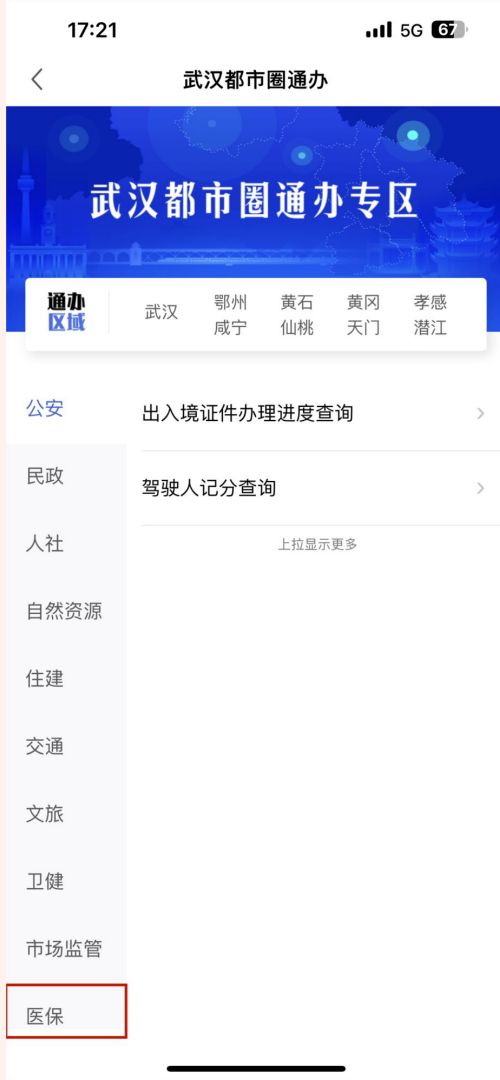 17:21 5G 67
武汉都市圈通办
武汉都市圈通办专区
通办
区域
武汉
鄂州 黄石 黄冈 孝感
咸宁 仙桃 天门 潜江
公安
出入境证件办理进度查询
民政
驾驶人记分查询
人社
上拉显示更多
自然资源
住建
交通
文旅
卫健
市场监管
医保